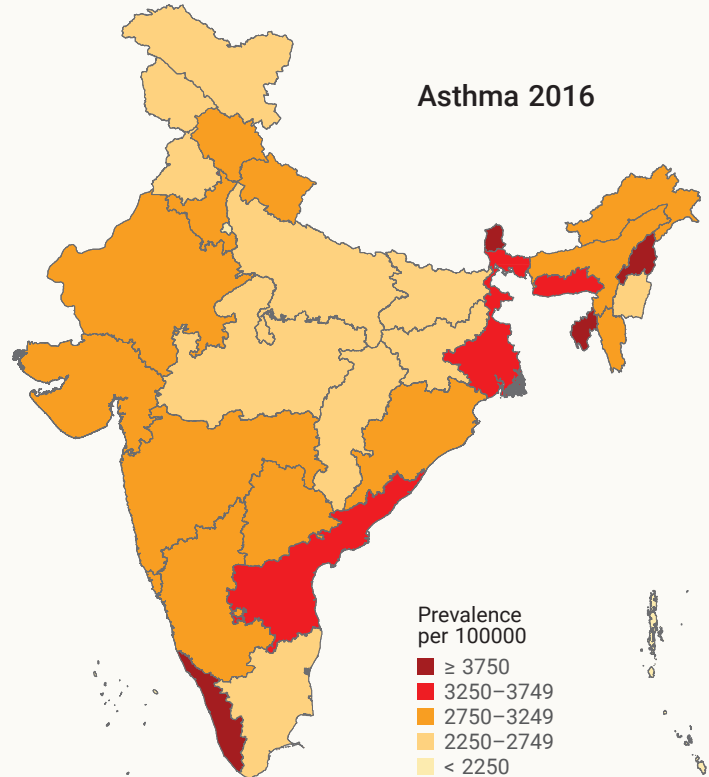 Asthma 2016
Prevalence
per 100000
≥ 3750
3250–3749
2750–3249
2250–2749
< 2250